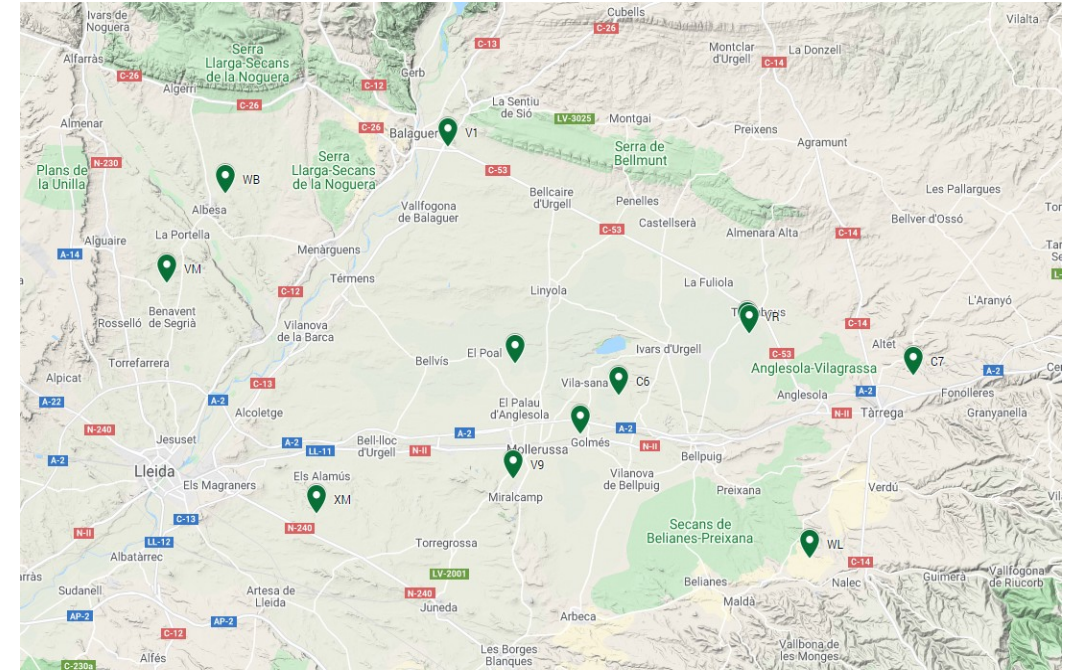 Ivars de
Noguera
Cubells
Vilalta
C-26
C-13
Serra
Llarga-Secans
de la Noguera
Montclar
d'Urgell
La Donzell
C-14
Alfarràs
C-26
Algerri
Gerb
C-12
C-26
La Sentiu
de Sió
LV-3025
Montgai
Almenar
C-26
Balaguer
V1
Preixens
Agramunt
N-230
Plans de
la Unilla
Serra
Llarga-Secans
de la Noguera
Serra de
Bellmunt
C-53
WB
Albesa
Bellcaire
d'Urgell
Penelles
Les Pallargues
Vallfogona
de Balaguer
Castellserà
Bellver d'Ossó
Tor
La Portella
Alguaire
C-53
Almenara Alta
C-14
A-14
Menàrguens
Tar
Se
VM
Térmens
L-
C-12
Linyola
La Fuliola
L'Aranyó
Benavent
de Segrià
Rosselló
Vilanova
de la Barca
VR
C-14
Altet
Torrefarrera
Bellvís
El Poal
Ivars d'Urgell
C-53
Anglesola-Vilagrassa
C7
A-2
Cer
Alpicat
C-13
Vila-sana
C6
A-22
A-2
Anglesola
A-2
Fonolleres
Alcoletge
El Palau
d'Anglesola
N-II
Tàrrega
Granyanella
N-240
Jesuset
A-2
LL-11
Bell-lloc
d'Urgell
N-II
A-2
Mollerussa
Golmés
A-2
N-II
Bellpuig
A-2
Lleida
Els Magraners
Els Alamús
V9
Vilanova
de Bellpuig
Preixana
Verdú
XM
Miralcamp
Vil
C-13
N-II
N-240
LL-12
Secans de
Belianes-Preixana
Albatàrrec
Torregrossa
WL
C-14
LV-2001
Vallfogona
de Riucorb
Sudanell
Artesa de
Lleida
N-240
Belianes
Nalec
Guimerà
ràs
AP-2
AP-2
Juneda
Arbeca
Maldà
C-12
Alfés
Les Borges
Blanques
Vallbona de
les Monges
C-230a